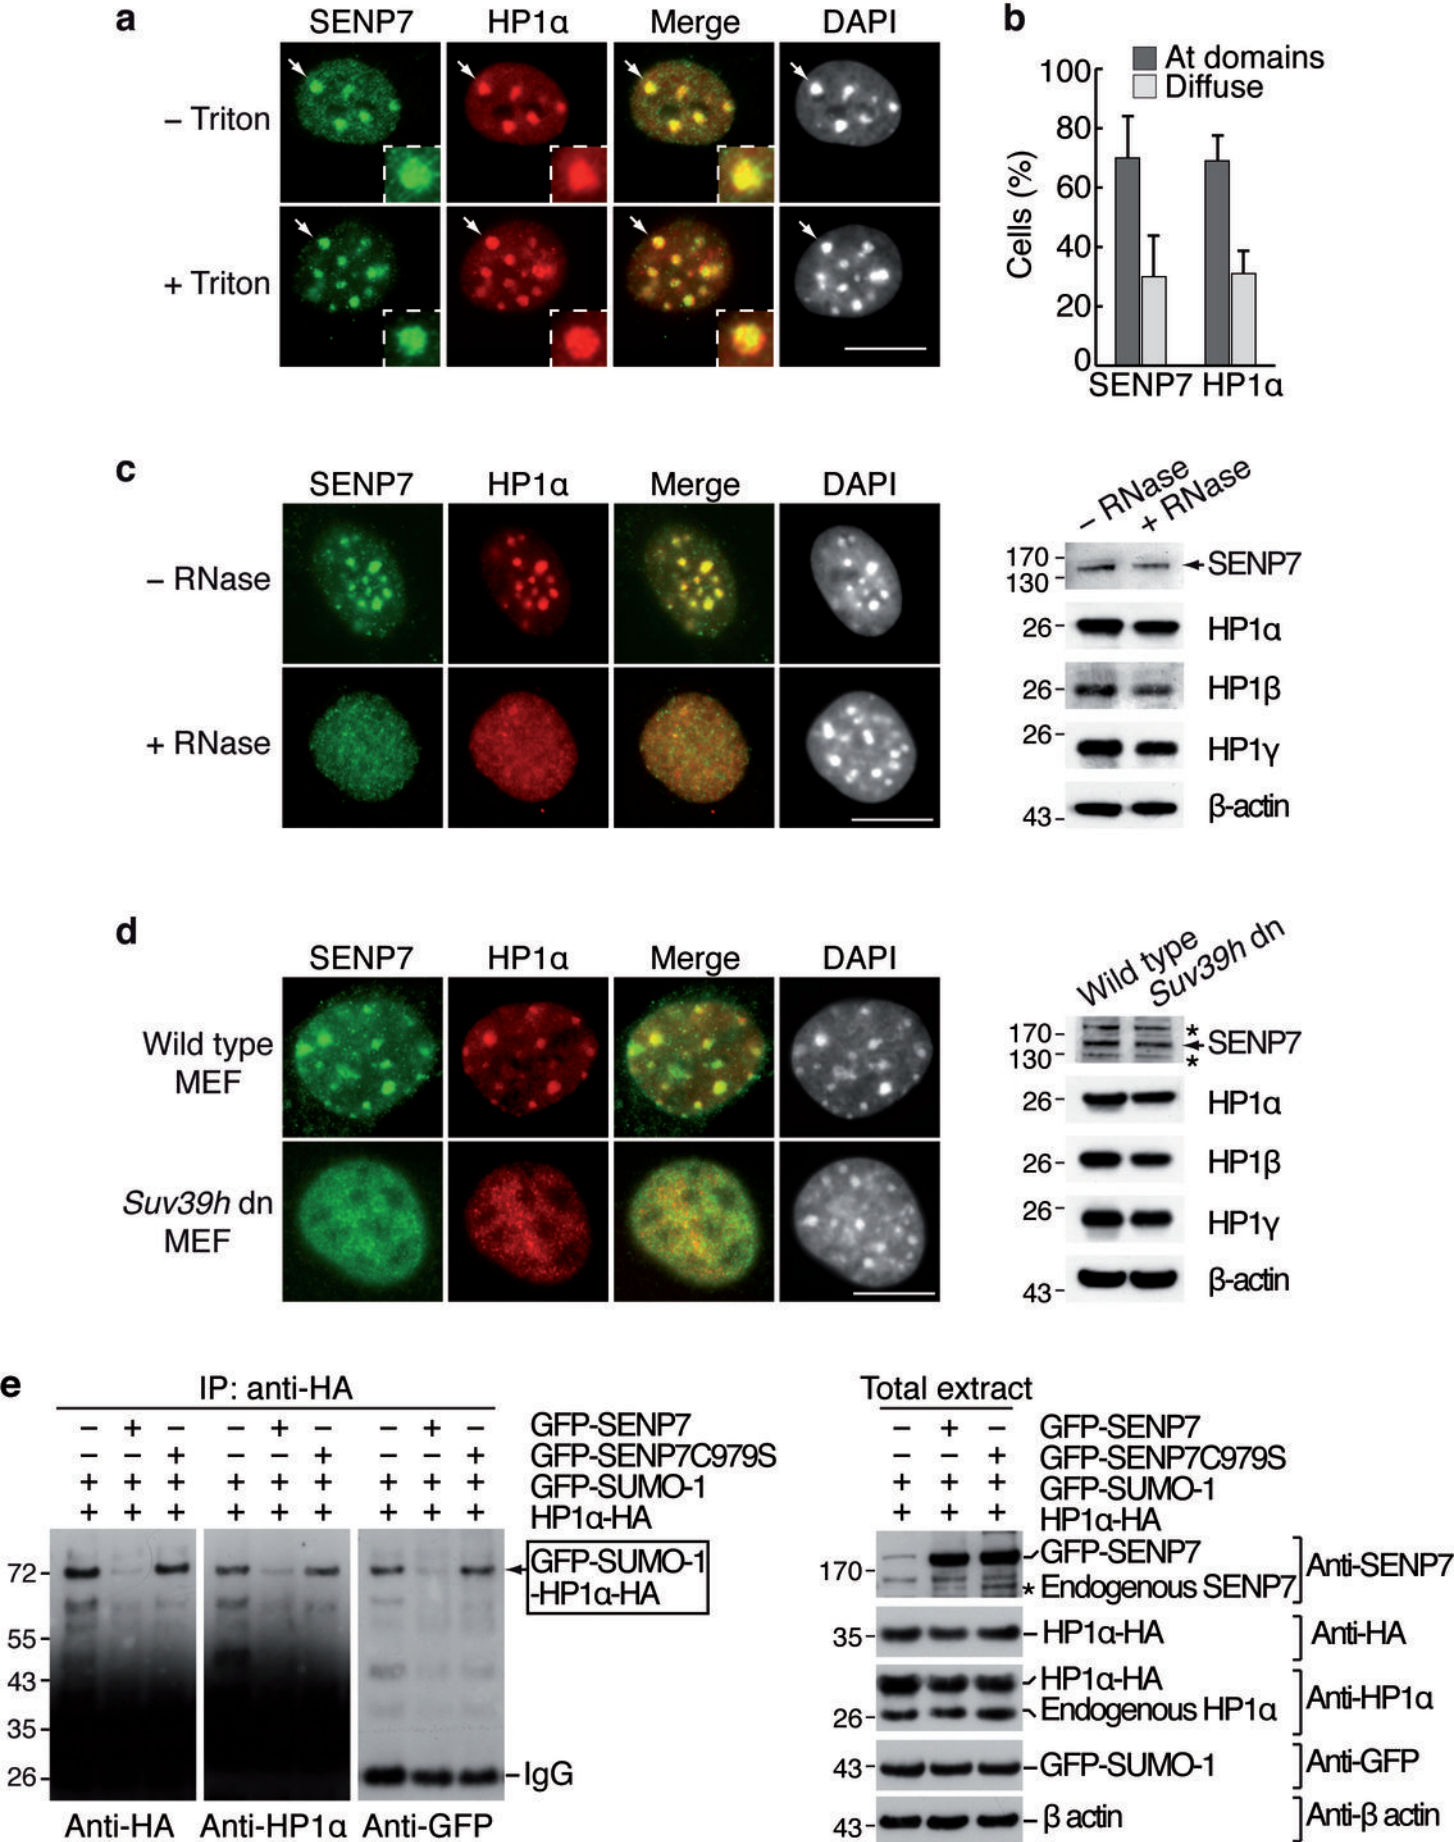 a
SENP7 HP1α Merge DAPI
– Triton
+ Triton
b
At domains
Diffuse
100
80
60
40
20
0
Cells (%)
SENP7 HP1α
c
SENP7 HP1α Merge DAPI
– RNase
+ RNase
– RNase
+ RNase
170
130
SENP7
26
HP1α
26
HP1β
26
HP1γ
43
β-actin
d
SENP7 HP1α Merge DAPI
Wild type
MEF
Suv39h dn
MEF
Wild type
Suv39h dn
170
130
*
SENP7
*
26
HP1α
26
HP1β
26
HP1γ
43
β-actin
e
IP: anti-HA
– + – – + – – + – GFP-SENP7
– – + – – + – – + GFP-SENP7C979S
+ + + + + + + + + GFP-SUMO-1
+ + + + + + + + + HP1α-HA
72
55
43
35
26
GFP-SUMO-1
-HP1α-HA
IgG
Anti-HA Anti-HP1α Anti-GFP
Total extract
– + – GFP-SENP7
– – + GFP-SENP7C979S
+ + + GFP-SUMO-1
+ + + HP1α-HA
170
GFP-SENP7
* Endogenous SENP7
Anti-SENP7
35
HP1α-HA
Anti-HA
HP1α-HA
26
Endogenous HP1α
Anti-HP1α
43
GFP-SUMO-1
Anti-GFP
43
β actin
Anti-β actin